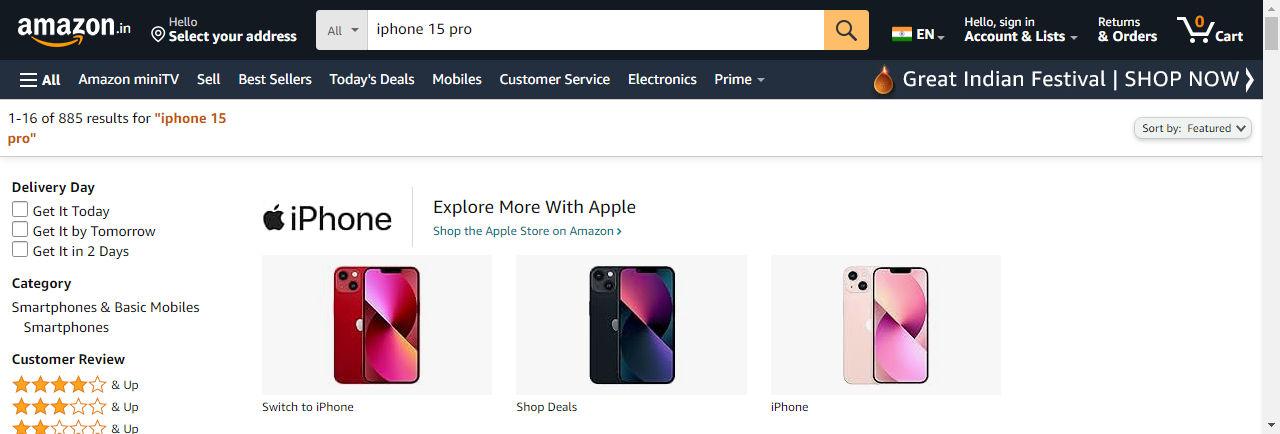 amazon.in
Hello
Select your address
All
iphone 15 pro
EN
Hello, sign in
Account & Lists
Returns
& Orders
0
Cart
All
Amazon miniTV
Sell
Best Sellers
Today's Deals
Mobiles
Customer Service
Electronics
Prime
Great Indian Festival | SHOP NOW
1-16 of 885 results for "iphone 15
pro"
Sort by: Featured
Delivery Day
Get It Today
Get It by Tomorrow
Get It in 2 Days
Category
Smartphones & Basic Mobiles
Smartphones
Customer Review
& Up
& Up
& Up
iPhone
Explore More With Apple
Shop the Apple Store on Amazon ›
Switch to iPhone
Shop Deals
iPhone